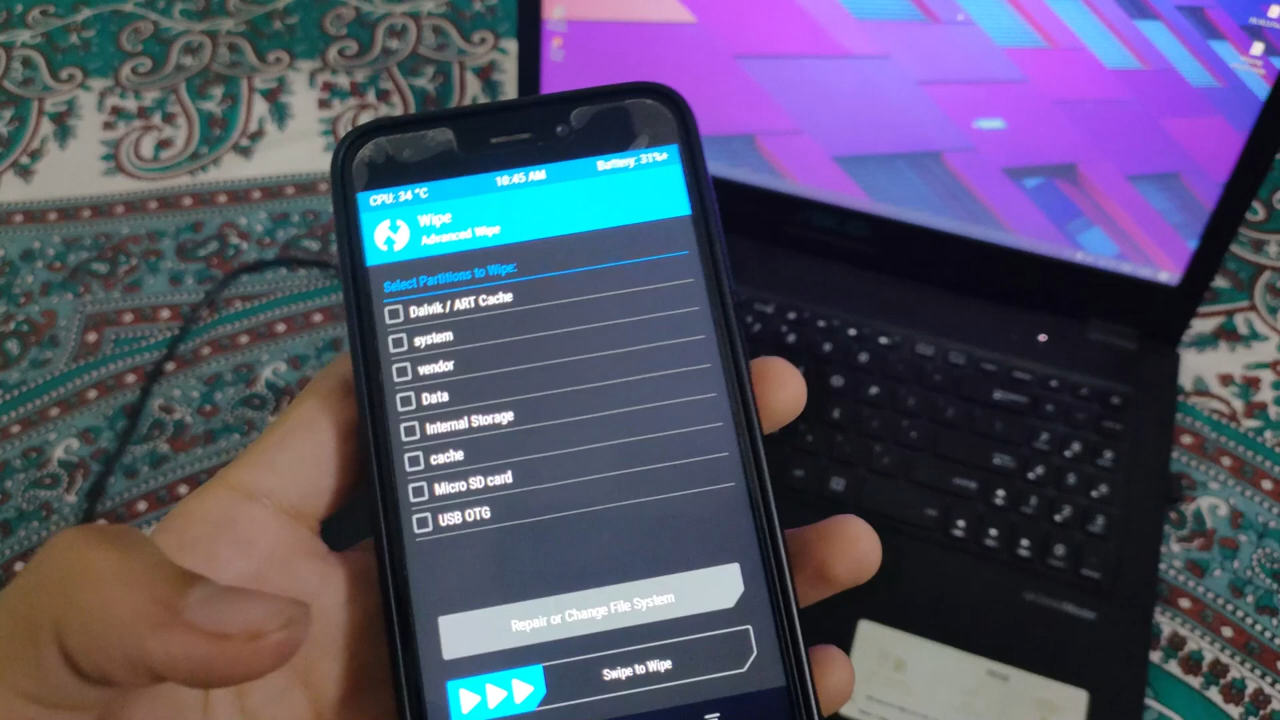 CPU: 34 °C 10:45 AM Battery: 31%+
Wipe
Advanced Wipe
Select Partitions to Wipe:
Dalvik / ART Cache
system
vendor
Data
Internal Storage
cache
Micro SD card
USB OTG
Repair or Change File System
Swipe to Wipe